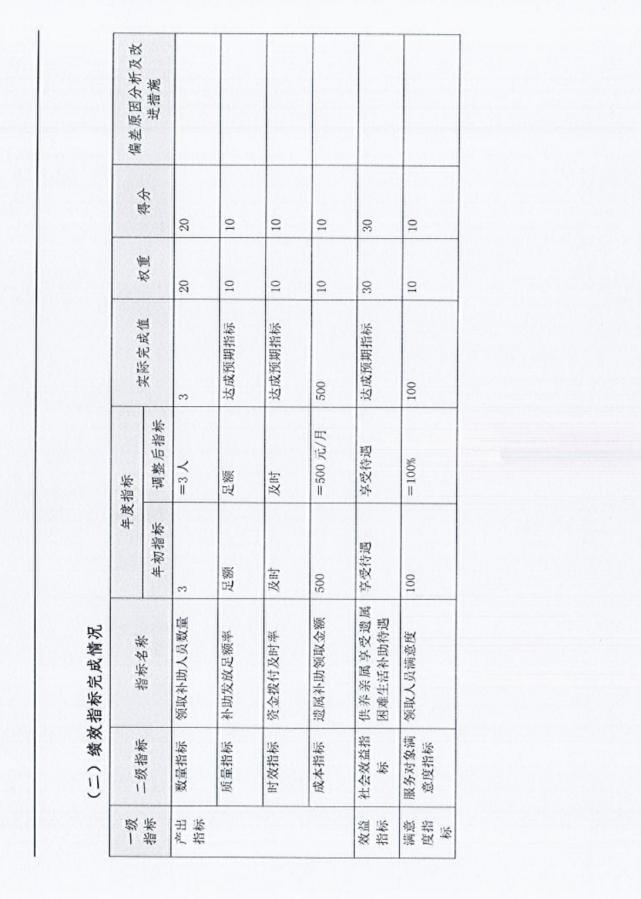 （二）绩效指标完成情况
一级指标 二级指标 指标名称 年度指标 实际完成值 权重 得分 偏差原因分析及改进措施
年初指标 调整后指标
产出指标 数量指标 领取补助人员数量 3 ＝3 人 3 20 20
质量指标 补助发放足额率 足额 足额 达成预期指标 10 10
时效指标 资金拨付及时率 及时 及时 达成预期指标 10 10
成本指标 遗属补助领取金额 500 ＝500 元/月 500 10 10
效益指标 社会效益指标 供养亲属享受遗属困难生活补助待遇 享受待遇 享受待遇 达成预期指标 30 30
满意度指标 服务对象满意度指标 领取人员满意度 100 ＝100% 100 10 10